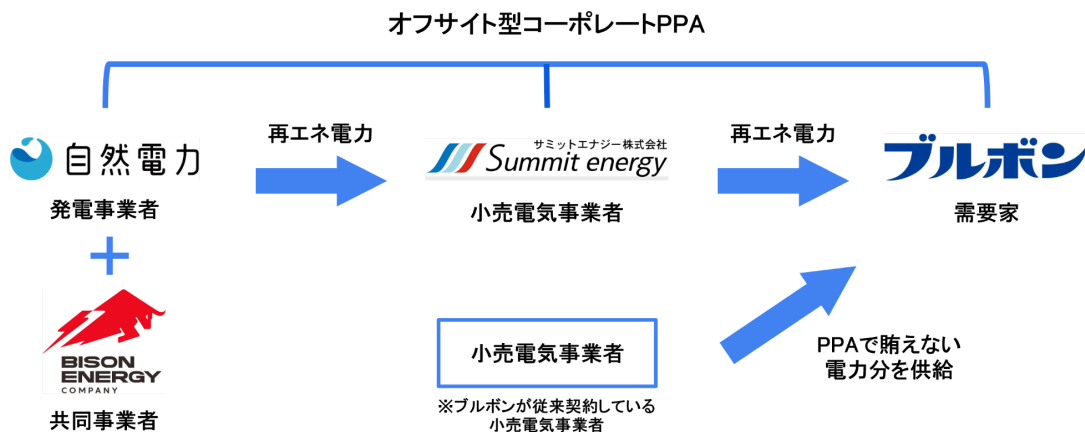 オフサイト型コーポレートPPA
自然電力
発電事業者
再エネ電力
サミットエナジー株式会社
Summit energy
小売電気事業者
再エネ電力
ブルボン
需要家
BISON
ENERGY
COMPANY
共同事業者
小売電気事業者
※ブルボンが従来契約している
小売電気事業者
PPAで賄えない
電力分を供給